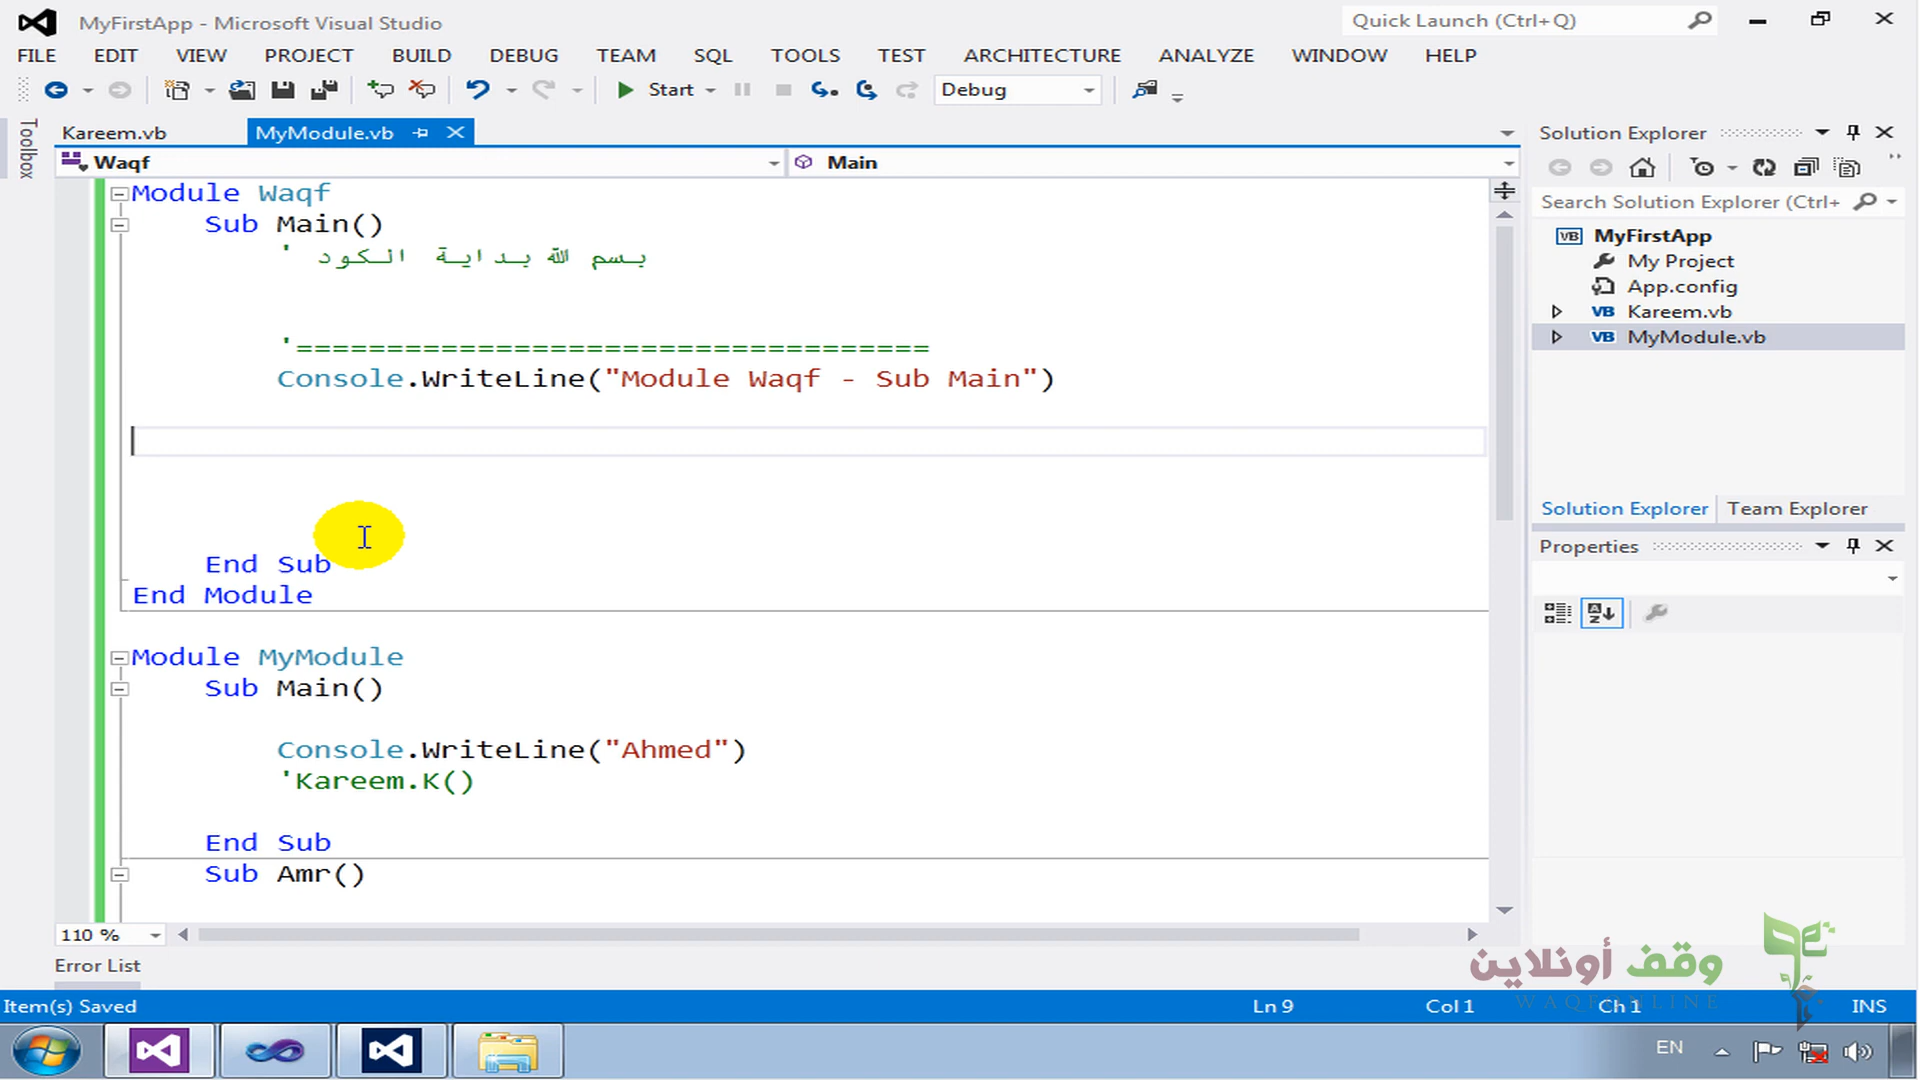 MyFirstApp - Microsoft Visual Studio
Quick Launch (Ctrl+Q)
FILE EDIT VIEW PROJECT BUILD DEBUG TEAM SQL TOOLS TEST ARCHITECTURE ANALYZE WINDOW HELP
Start Debug
Toolbox
Kareem.vb MyModule.vb
Waqf Main
Module Waqf
Sub Main()
' بسم الله بداية الكود
'===================================
Console.WriteLine("Module Waqf - Sub Main")
End Sub
End Module
Module MyModule
Sub Main()
Console.WriteLine("Ahmed")
'Kareem.K()
End Sub
Sub Amr()
110 %
Error List
Solution Explorer
Search Solution Explorer (Ctrl+
MyFirstApp
My Project
App.config
Kareem.vb
MyModule.vb
Solution Explorer Team Explorer
Properties
وقف أونلاين
WAQFONLINE
Item(s) Saved Ln 9 Col 1 Ch 1 INS
EN